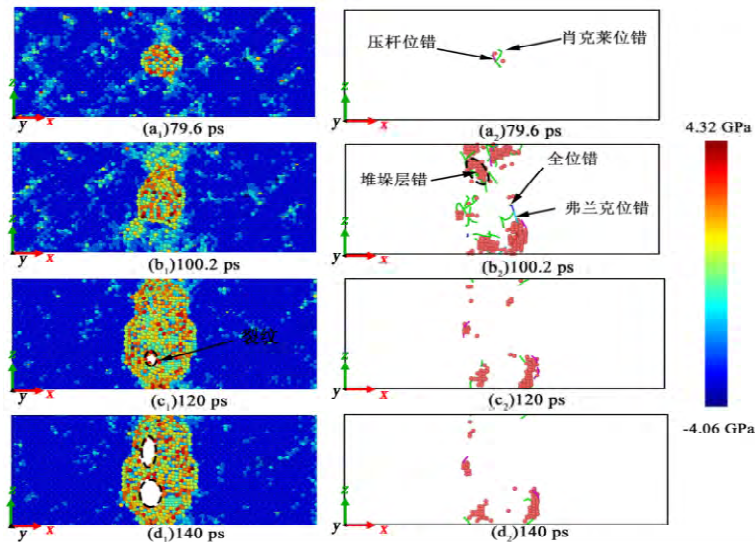 压杆位错
肖克莱位错
z
y x
(a₁)79.6 ps
z
y x
(a₂)79.6 ps
4.32 GPa
堆垛层错
全位错
弗兰克位错
z
y x
(b₁)100.2 ps
z
y x
(b₂)100.2 ps
裂纹
z
y x
(c₁)120 ps
z
y x
(c₂)120 ps
-4.06 GPa
z
y x
(d₁)140 ps
z
y x
(d₂)140 ps